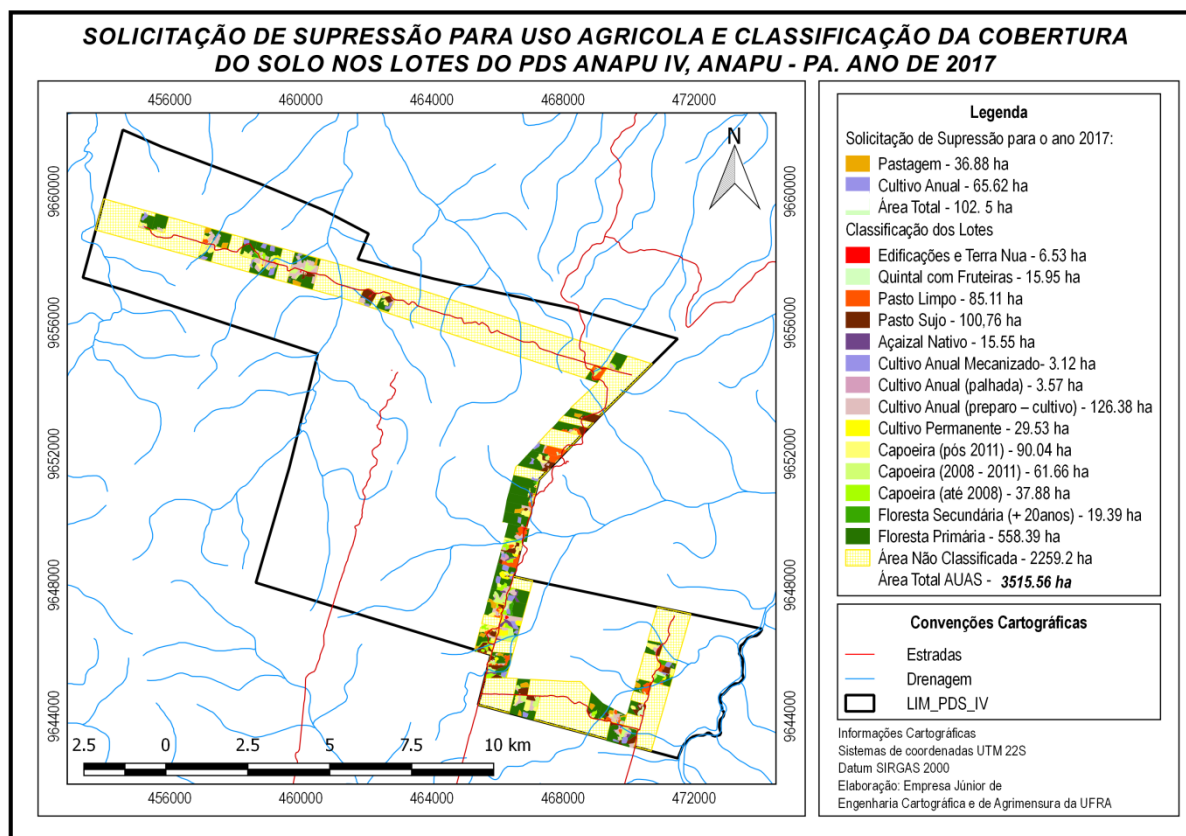 SOLICITAÇÃO DE SUPRESSÃO PARA USO AGRICOLA E CLASSIFICAÇÃO DA COBERTURA
DO SOLO NOS LOTES DO PDS ANAPU IV, ANAPU - PA. ANO DE 2017
456000 460000 464000 468000 472000
N
9660000 9660000
9656000 9656000
9652000 9652000
9648000 9648000
9644000 9644000
2.5 0 2.5 5 7.5 10 km
456000 460000 464000 468000 472000
Legenda
Solicitação de Supressão para o ano 2017:
Pastagem - 36.88 ha
Cultivo Anual - 65.62 ha
Área Total - 102. 5 ha
Classificação dos Lotes
Edificações e Terra Nua - 6.53 ha
Quintal com Fruteiras - 15.95 ha
Pasto Limpo - 85.11 ha
Pasto Sujo - 100,76 ha
Açaizal Nativo - 15.55 ha
Cultivo Anual Mecanizado- 3.12 ha
Cultivo Anual (palhada) - 3.57 ha
Cultivo Anual (preparo – cultivo) - 126.38 ha
Cultivo Permanente - 29.53 ha
Capoeira (pós 2011) - 90.04 ha
Capoeira (2008 - 2011) - 61.66 ha
Capoeira (até 2008) - 37.88 ha
Floresta Secundária (+ 20anos) - 19.39 ha
Floresta Primária - 558.39 ha
Área Não Classificada - 2259.2 ha
Área Total AUAS - 3515.56 ha
Convenções Cartográficas
Estradas
Drenagem
LIM_PDS_IV
Informações Cartográficas
Sistemas de coordenadas UTM 22S
Datum SIRGAS 2000
Elaboração: Empresa Júnior de
Engenharia Cartográfica e de Agrimensura da UFRA